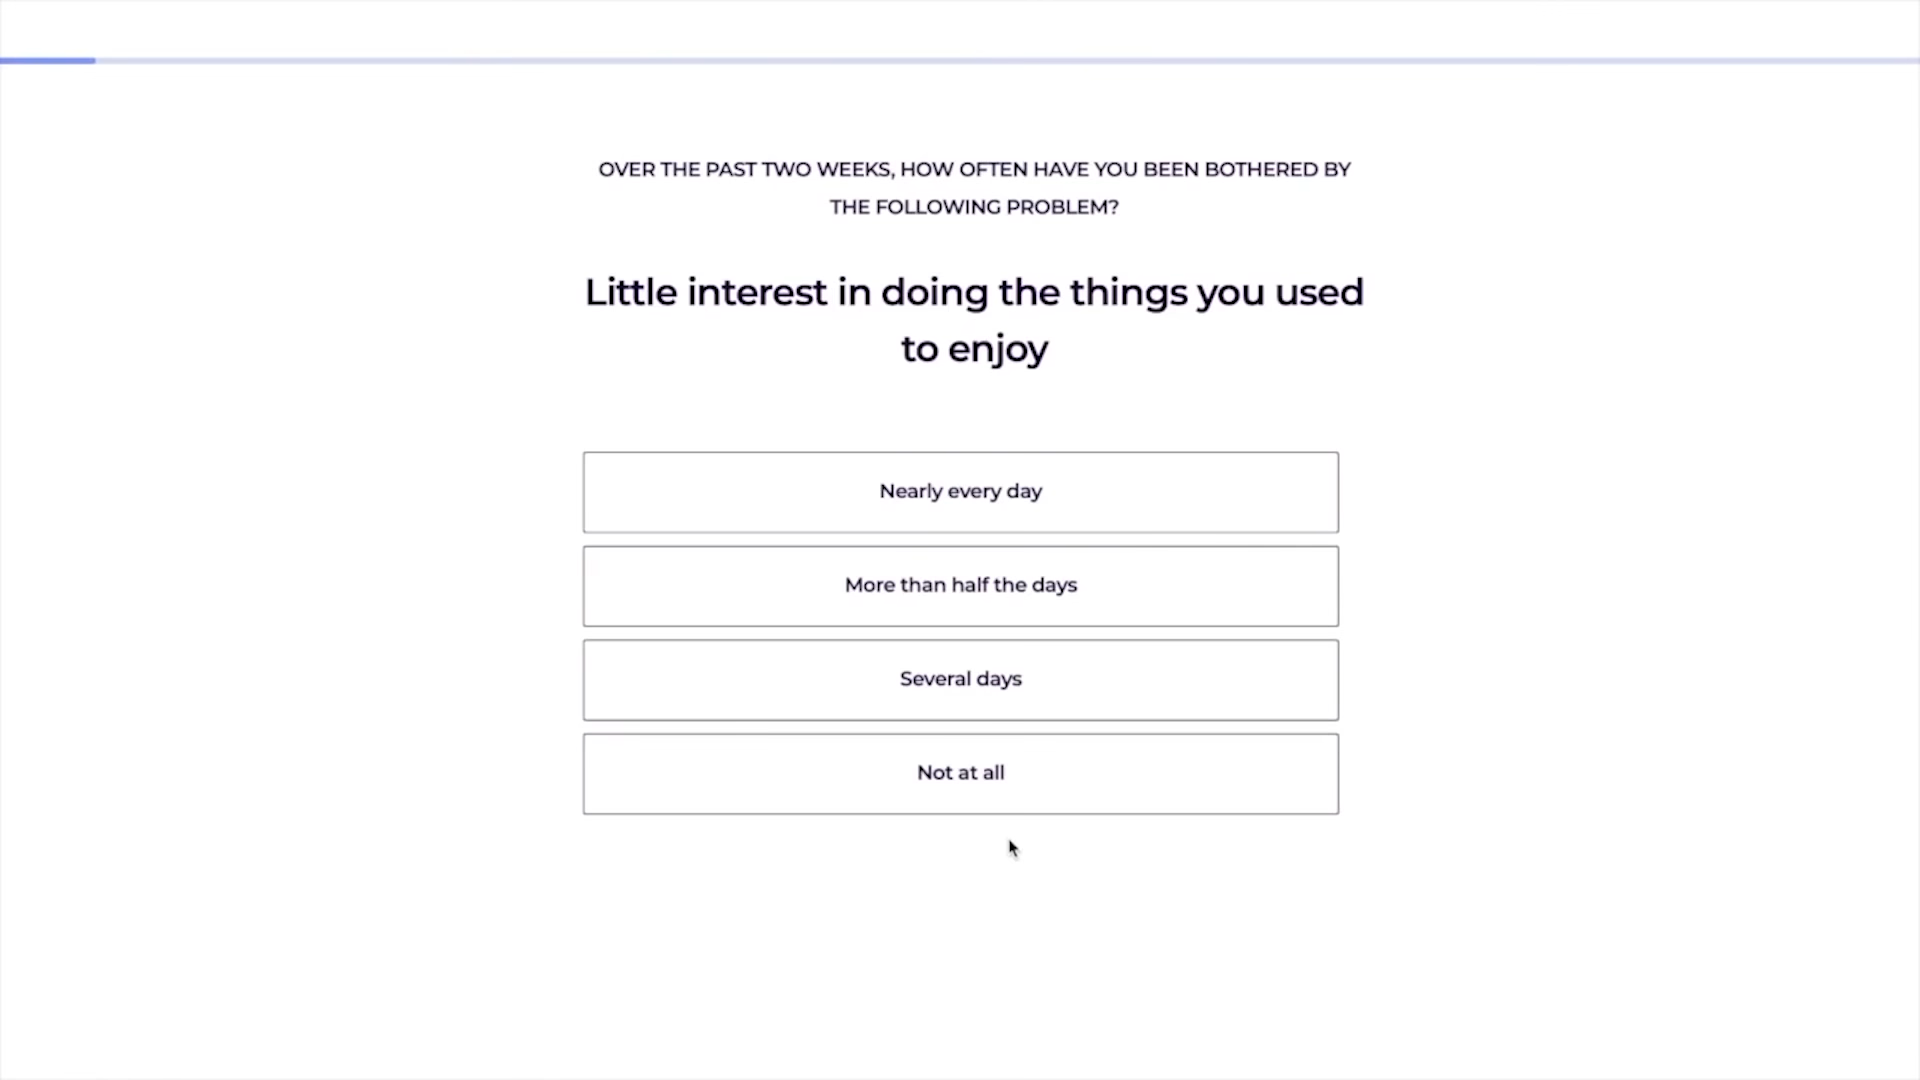 OVER THE PAST TWO WEEKS, HOW OFTEN HAVE YOU BEEN BOTHERED BY
THE FOLLOWING PROBLEM?
Little interest in doing the things you used
to enjoy
Nearly every day
More than half the days
Several days
Not at all